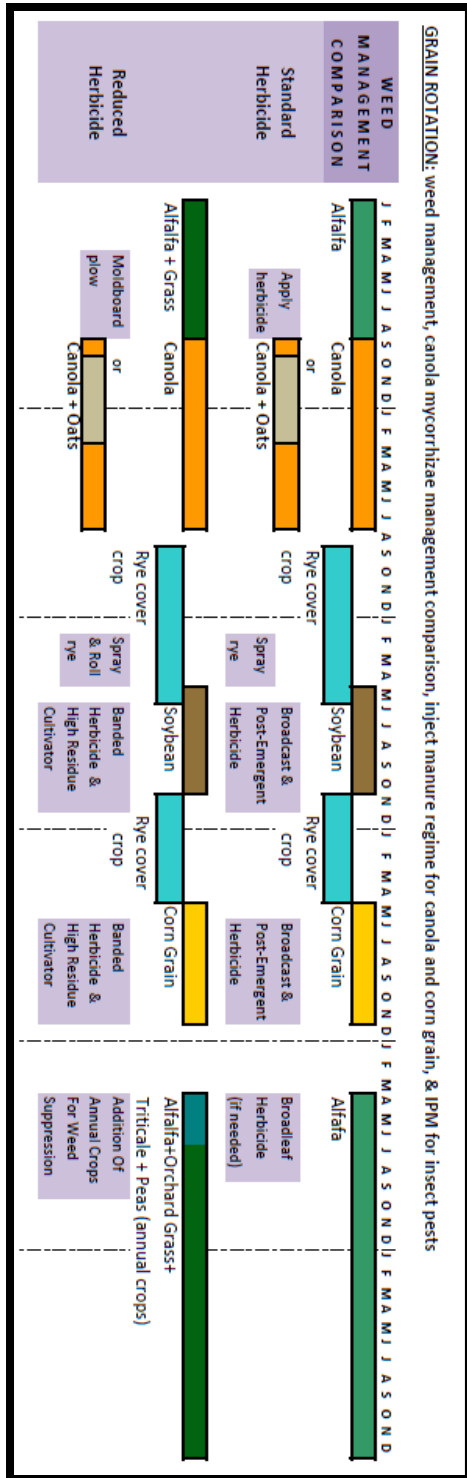 GRAIN ROTATION: weed management, canola mycorrhizae management comparison, inject manure regime for canola and corn grain, & IPM for insect pests
WEED
MANAGEMENT
COMPARISON
J F M A M J J A S O N D J F M A M J J A S O N D J F M A M J J A S O N D J F M A M J J A S O N D J F M A M J J A S O N D J F M A M J J A S O N D
Standard
Herbicide
Alfalfa
Canola
Rye cover
crop
Soybean
Rye cover
crop
Corn Grain
Alfafa
Apply
herbicide
or
Canola + Oats
Spray
rye
Broadcast &
Post-Emergent
Herbicide
Broadcast &
Post-Emergent
Herbicide
Broadleaf
Herbicide
(if needed)
Reduced
Herbicide
Alfalfa + Grass
Canola
Rye cover
crop
Soybean
Rye cover
crop
Corn Grain
Alfalfa+Orchard Grass+
Triticale + Peas (annual crops)
Moldboard
plow
or
Canola + Oats
Spray
& Roll
rye
Banded
Herbicide &
High Residue
Cultivator
Banded
Herbicide &
High Residue
Cultivator
Addition Of
Annual Crops
For Weed
Suppression